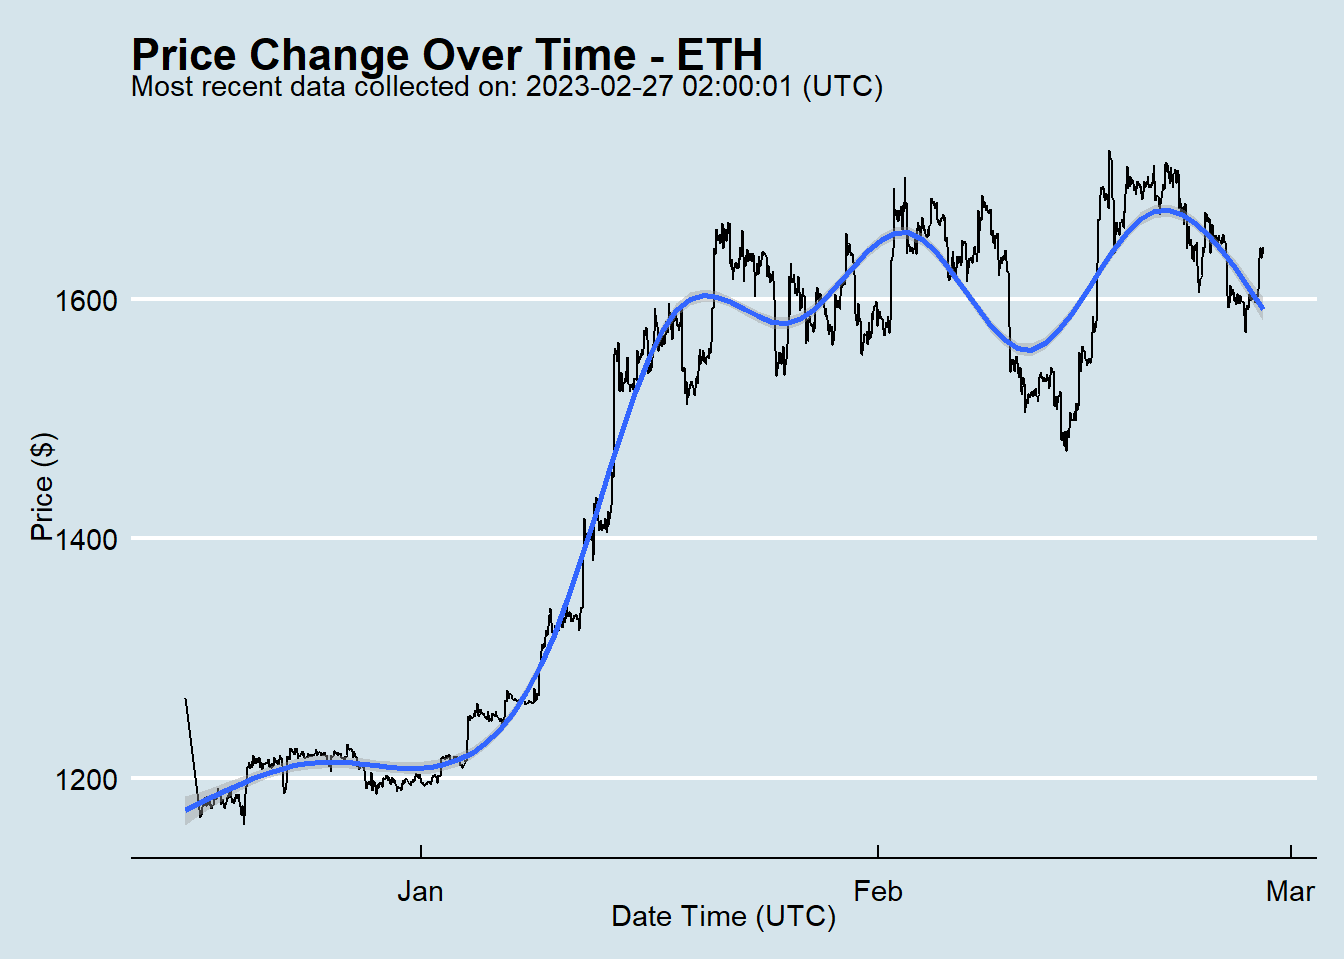 Price Change Over Time - ETH
Most recent data collected on: 2023-02-27 02:00:01 (UTC)
Price ($)
1600
1400
1200
Jan Feb Mar
Date Time (UTC)